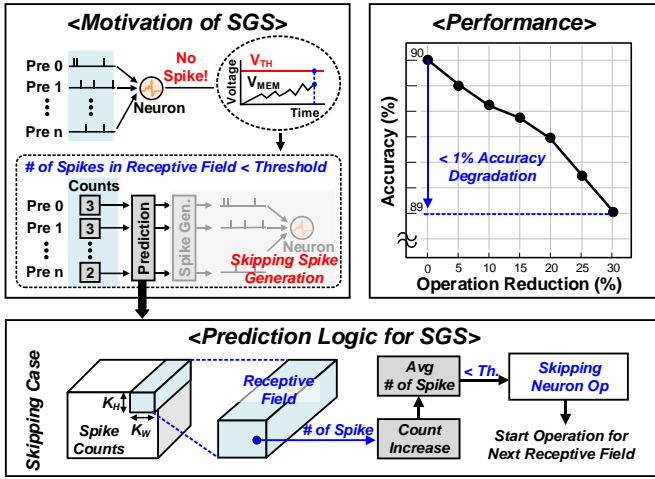 <Motivation of SGS>
Pre 0
Pre 1
Pre n
No
Spike!
Neuron
Voltage
VTH
VMEM
Time
# of Spikes in Receptive Field < Threshold
Counts
Pre 0
3
Pre 1
3
Pre n
2
Prediction
Spike Gen.
Neuron
Skipping Spike
Generation
<Performance>
Accuracy (%)
90
89
< 1% Accuracy
Degradation
0 5 10 15 20 25 30
Operation Reduction (%)
<Prediction Logic for SGS>
Skipping Case
KH
KW
Spike
Counts
Receptive
Field
# of Spike
Avg
# of Spike
Count
Increase
< Th.
Skipping
Neuron Op
Start Operation for
Next Receptive Field